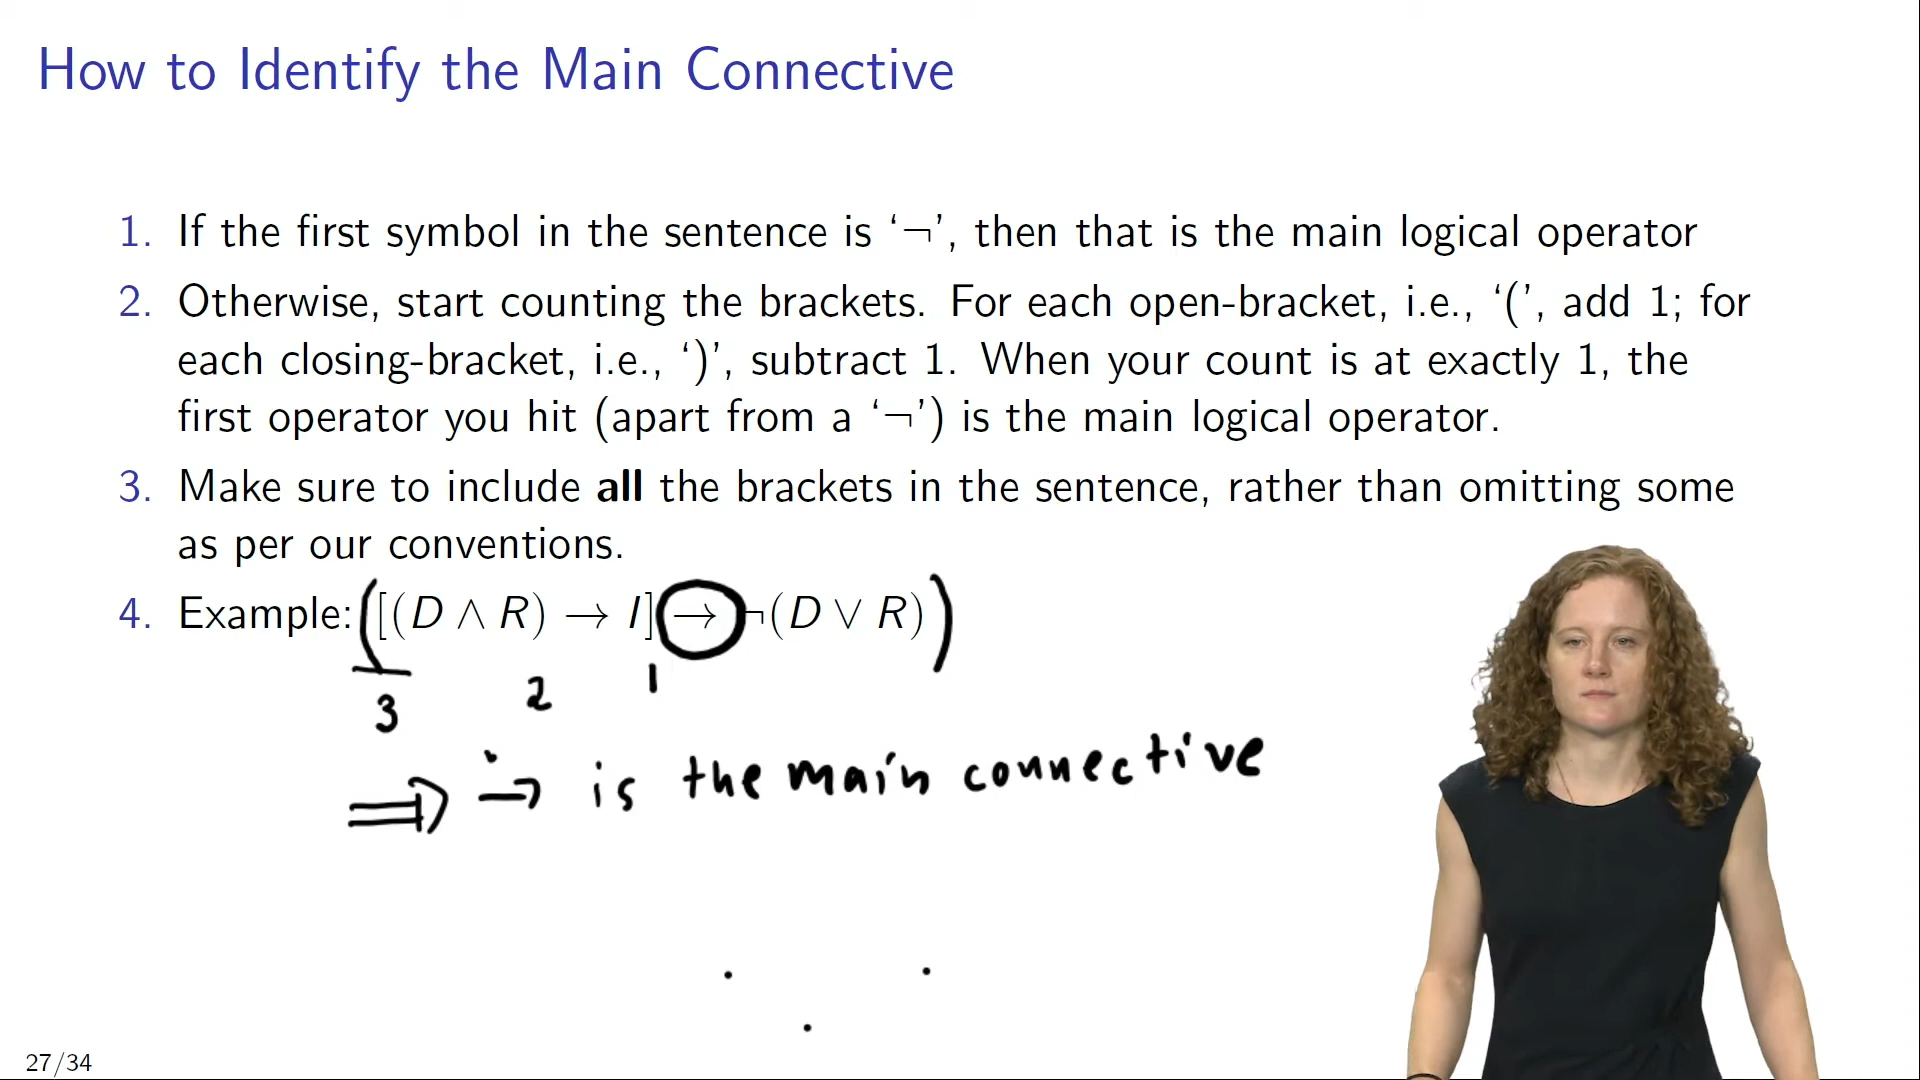 How to Identify the Main Connective
1. If the first symbol in the sentence is ‘¬’, then that is the main logical operator
2. Otherwise, start counting the brackets. For each open-bracket, i.e., ‘(’, add 1; for
each closing-bracket, i.e., ‘)’, subtract 1. When your count is at exactly 1, the
first operator you hit (apart from a ‘¬’) is the main logical operator.
3. Make sure to include all the brackets in the sentence, rather than omitting some
as per our conventions.
4. Example: ([(D ∧ R) → I] → ¬(D ∨ R))
3 2 1
⇒ → is the main connective
27/34